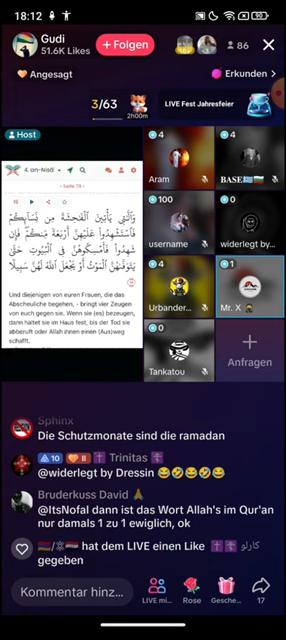 18:12
90
Gudi
51.6K Likes
+ Folgen
86
Angesagt
Erkunden >
3/63
2h00m
LIVE Fest Jahresfeier
Host
4. an-Nisāʾ
- Seite 79 -
وَٱلَّـٰتِى يَأْتِينَ ٱلْفَـٰحِشَةَ مِن نِّسَآئِكُمْ
فَٱسْتَشْهِدُوا۟ عَلَيْهِنَّ أَرْبَعَةً مِّنكُمْ ۖ فَإِن
شَهِدُوا۟ فَأَمْسِكُوهُنَّ فِى ٱلْبُيُوتِ حَتَّىٰ
يَتَوَفَّىٰهُنَّ ٱلْمَوْتُ أَوْ يَجْعَلَ ٱللَّهُ لَهُنَّ سَبِيلًا
Und diejenigen von euren Frauen, die das
Abscheuliche begehen, - bringt vier Zeugen
von euch gegen sie. Wenn sie (es) bezeugen,
dann haltet sie im Haus fest, bis der Tod sie
abberuft oder Allah ihnen einen (Aus)weg
schafft.
4
Aram
4
BASE
100
username
0
widerlegt by...
4
Urbander...
1
Mr. X
0
Tankatou
+
Anfragen
Sphinx
Die Schutzmonate sind die ramadan
10
II
Trinitas
@widerlegt by Dressin
Bruderkuss David
@ItsNofal dann ist das Wort Allah's im Qur'an
nur damals 1 zu 1 ewiglich, ok
hat dem LIVE einen Like كارلو
gegeben
Kommentar hinz...
LIVE mi...
Rose
Gesche...
17